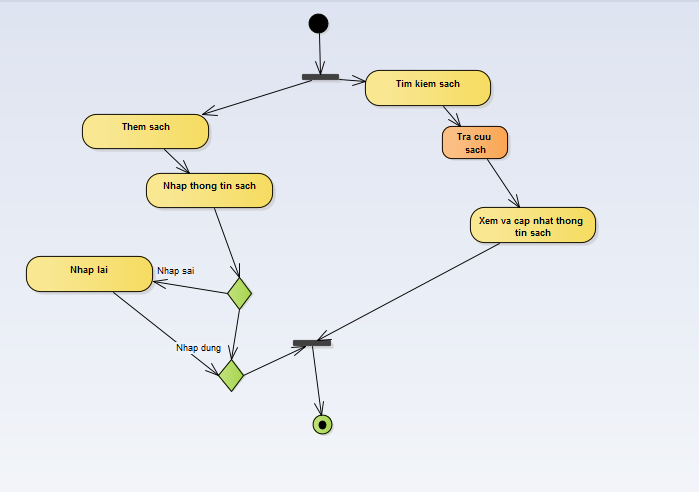 Tim kiem sach
Them sach
Tra cuu
sach
Nhap thong tin sach
Xem va cap nhat thong
tin sach
Nhap lai
Nhap sai
Nhap dung